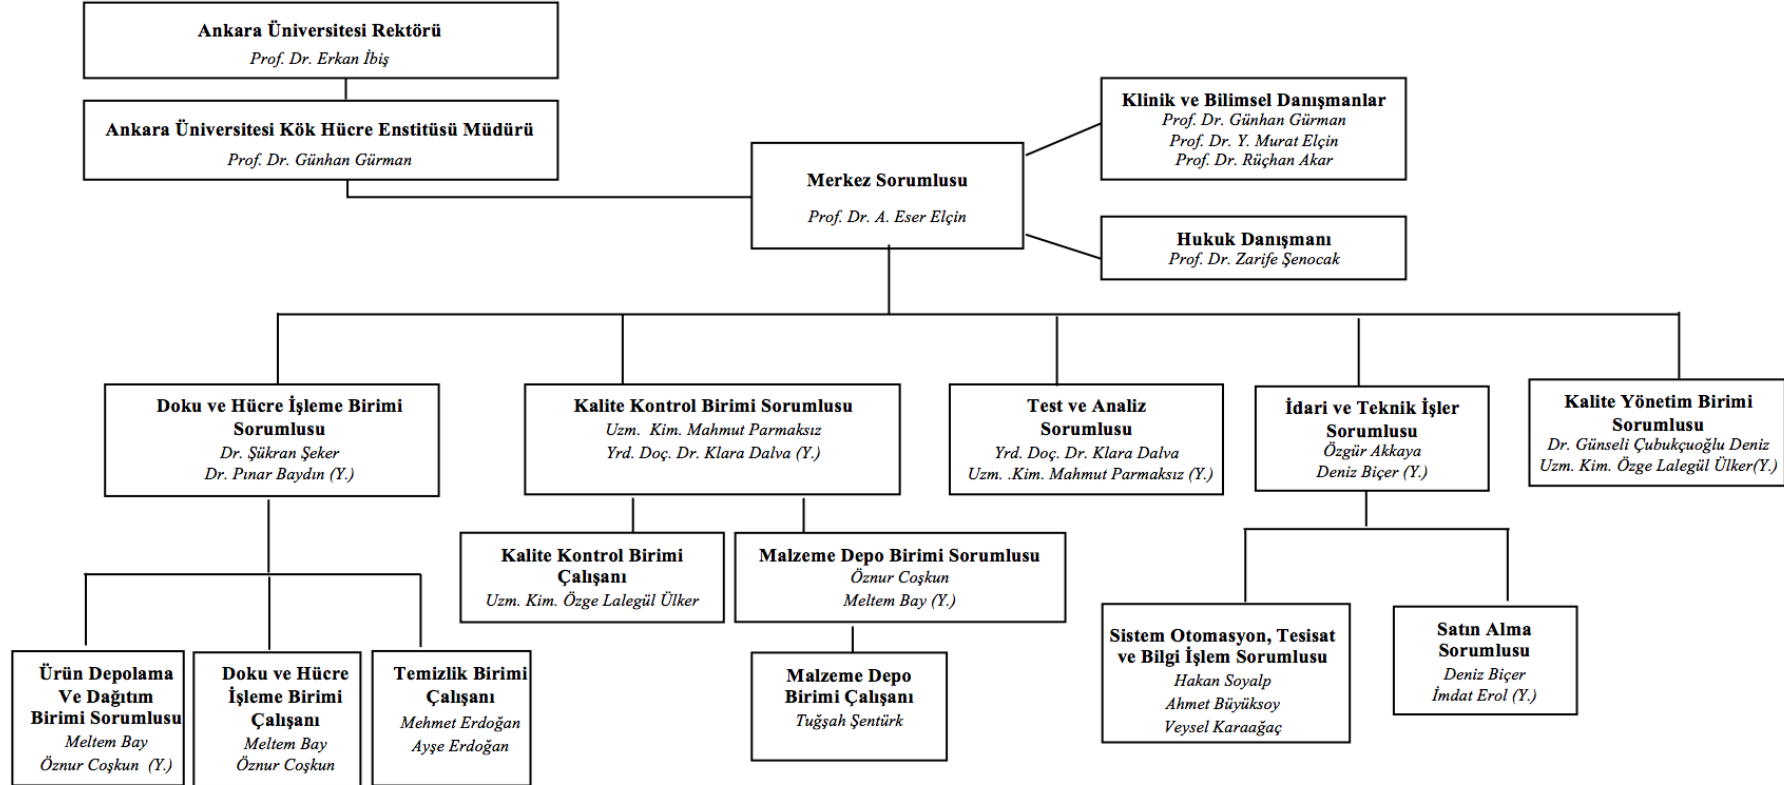 Ankara Üniversitesi Rektörü
Prof. Dr. Erkan İbiş
Ankara Üniversitesi Kök Hücre Enstitüsü Müdürü
Prof. Dr. Günhan Gürman
Merkez Sorumlusu
Prof. Dr. A. Eser Elçin
Klinik ve Bilimsel Danışmanlar
Prof. Dr. Günhan Gürman
Prof. Dr. Y. Murat Elçin
Prof. Dr. Rüçhan Akar
Hukuk Danışmanı
Prof. Dr. Zarife Şenocak
Doku ve Hücre İşleme Birimi
Sorumlusu
Dr. Şükran Şeker
Dr. Pınar Baydın (Y.)
Kalite Kontrol Birimi Sorumlusu
Uzm. Kim. Mahmut Parmaksız
Yrd. Doç. Dr. Klara Dalva (Y.)
Test ve Analiz
Sorumlusu
Yrd. Doç. Dr. Klara Dalva
Uzm. .Kim. Mahmut Parmaksız (Y.)
İdari ve Teknik İşler
Sorumlusu
Özgür Akkaya
Deniz Biçer (Y.)
Kalite Yönetim Birimi
Sorumlusu
Dr. Günseli Çubukçuoğlu Deniz
Uzm. Kim. Özge Lalegül Ülker(Y.)
Kalite Kontrol Birimi
Çalışanı
Uzm. Kim. Özge Lalegül Ülker
Malzeme Depo Birimi Sorumlusu
Öznur Coşkun
Meltem Bay (Y.)
Ürün Depolama
Ve Dağıtım
Birimi Sorumlusu
Meltem Bay
Öznur Coşkun (Y.)
Doku ve Hücre
İşleme Birimi
Çalışanı
Meltem Bay
Öznur Coşkun
Temizlik Birimi
Çalışanı
Mehmet Erdoğan
Ayşe Erdoğan
Malzeme Depo
Birimi Çalışanı
Tuğşah Şentürk
Sistem Otomasyon, Tesisat
ve Bilgi İşlem Sorumlusu
Hakan Soyalp
Ahmet Büyüksoy
Veysel Karaağaç
Satın Alma
Sorumlusu
Deniz Biçer
İmdat Erol (Y.)